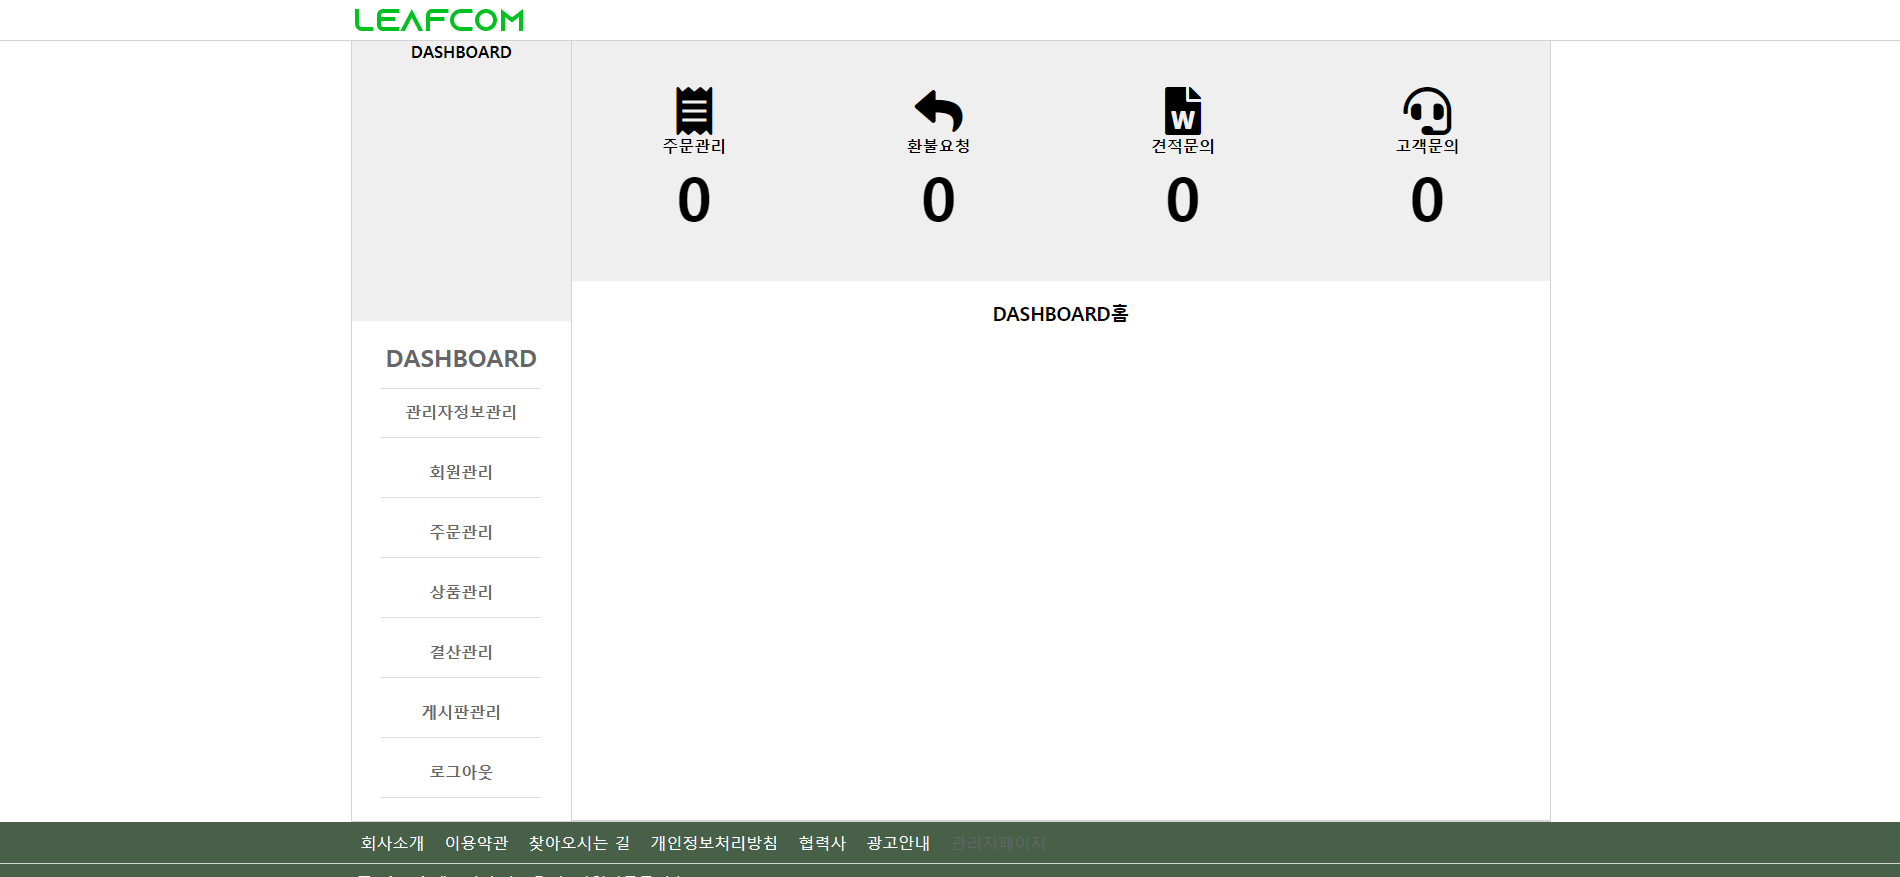 LEAFCOM
DASHBOARD
주문관리 환불요청 견적문의 고객문의
0 0 0 0
DASHBOARD홈
DASHBOARD
관리자정보관리
회원관리
주문관리
상품관리
결산관리
게시판관리
로그아웃
회사소개 이용약관 찾아오시는 길 개인정보처리방침 협력사 광고안내 관리자페이지